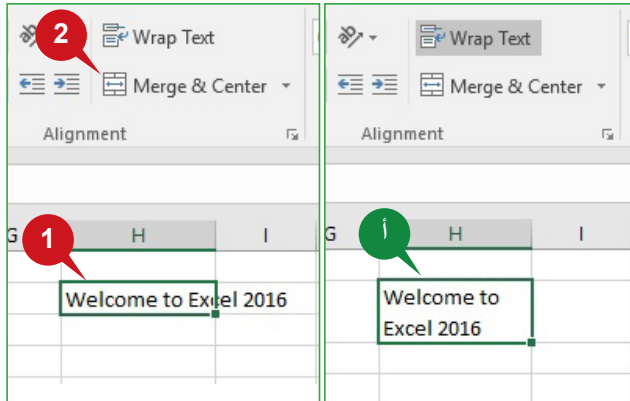 2
Wrap Text
Merge & Center
Alignment
G H I
1
Welcome to Excel 2016
Wrap Text
Merge & Center
Alignment
G H I
أ
Welcome to
Excel 2016